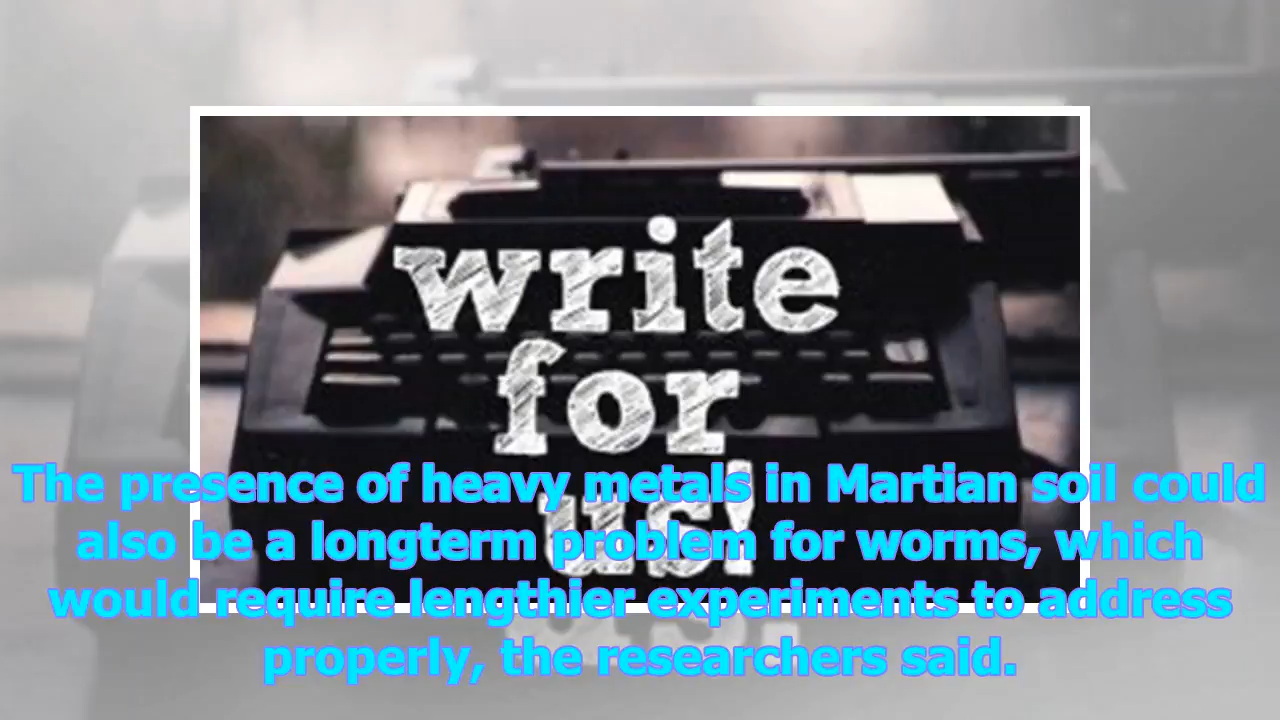 write
for
us!
The presence of heavy metals in Martian soil could
also be a longterm problem for worms, which
would require lengthier experiments to address
properly, the researchers said.